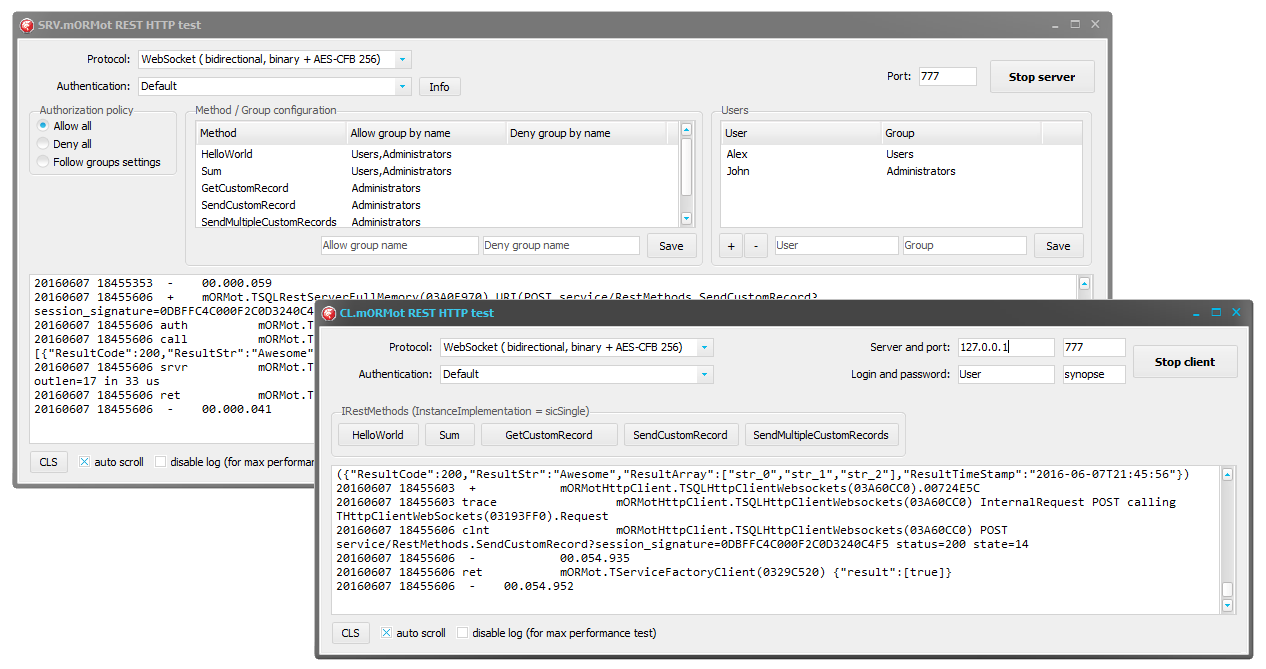 SRV.mORMot REST HTTP test
Protocol: WebSocket ( bidirectional, binary + AES-CFB 256)
Authentication: Default Info
Port: 777 Stop server
Authorization policy
Allow all
Deny all
Follow groups settings
Method / Group configuration
Method Allow group by name Deny group by name
HelloWorld Users,Administrators
Sum Users,Administrators
GetCustomRecord Administrators
SendCustomRecord Administrators
SendMultipleCustomRecords Administrators
Allow group name Deny group name Save
Users
User Group
Alex Users
John Administrators
+ - User Group Save
20160607 18455353 - 00.000.059
20160607 18455606 + mORMot.TSQLRestServerFullMemory(03A0E970) URI(POST service/RestMethods.SendCustomRecord?
session_signature=0DBFFC4C000F2C0D3240C4
20160607 18455606 auth mORMot.T
20160607 18455606 call mORMot.T
[{"ResultCode":200,"ResultStr":"Awesome"
20160607 18455606 srvr mORMot.T
outlen=17 in 33 us
20160607 18455606 ret mORMot.T
20160607 18455606 - 00.000.041
CLS auto scroll disable log (for max performan
CL.mORMot REST HTTP test
Protocol: WebSocket ( bidirectional, binary + AES-CFB 256)
Authentication: Default
Server and port: 127.0.0.1 777
Login and password: User synopse
Stop client
IRestMethods (InstanceImplementation = sicSingle)
HelloWorld Sum GetCustomRecord SendCustomRecord SendMultipleCustomRecords
({"ResultCode":200,"ResultStr":"Awesome","ResultArray":["str_0","str_1","str_2"],"ResultTimeStamp":"2016-06-07T21:45:56"})
20160607 18455603 + mORMotHttpClient.TSQLHttpClientWebsockets(03A60CC0).00724E5C
20160607 18455603 trace mORMotHttpClient.TSQLHttpClientWebsockets(03A60CC0) InternalRequest POST calling
THttpClientWebSockets(03193FF0).Request
20160607 18455606 clnt mORMotHttpClient.TSQLHttpClientWebsockets(03A60CC0) POST
service/RestMethods.SendCustomRecord?session_signature=0DBFFC4C000F2C0D3240C4F5 status=200 state=14
20160607 18455606 - 00.054.935
20160607 18455606 ret mORMot.TServiceFactoryClient(0329C520) {"result":[true]}
20160607 18455606 - 00.054.952
CLS auto scroll disable log (for max performance test)